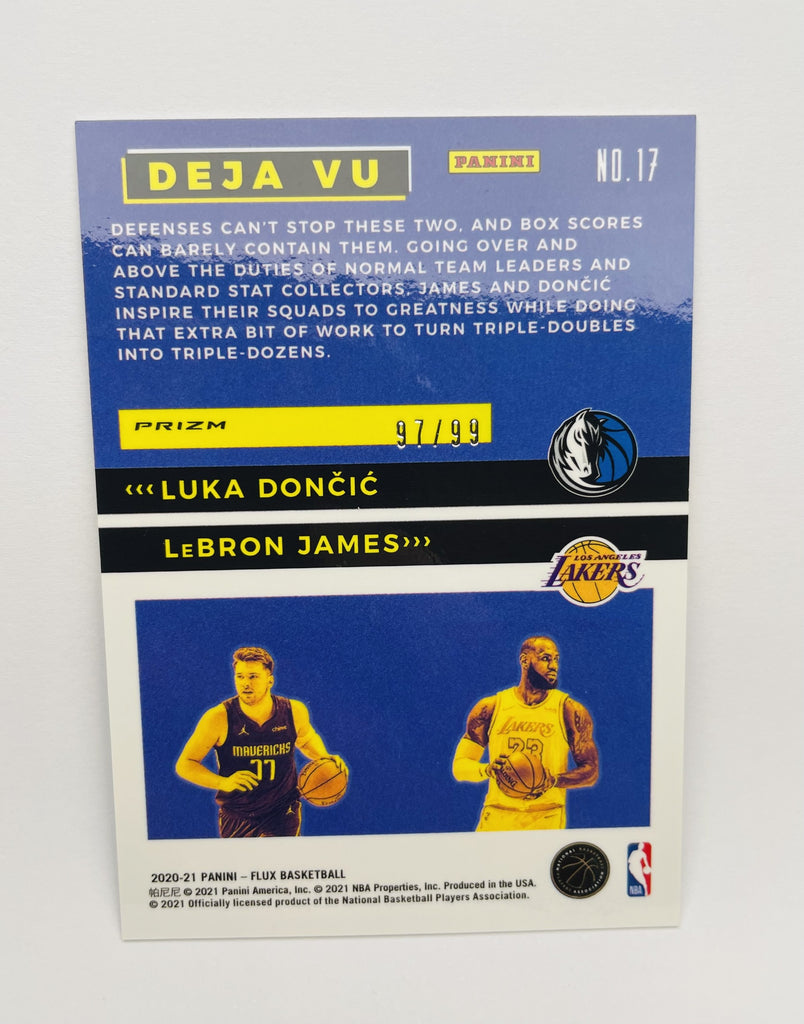 DEJA VU
PANINI
NO.17
DEFENSES CAN'T STOP THESE TWO, AND BOX SCORES
CAN BARELY CONTAIN THEM. GOING OVER AND
ABOVE THE DUTIES OF NORMAL TEAM LEADERS AND
STANDARD STAT COLLECTORS, JAMES AND DONČIĆ
INSPIRE THEIR SQUADS TO GREATNESS WHILE DOING
THAT EXTRA BIT OF WORK TO TURN TRIPLE-DOUBLES
INTO TRIPLE-DOZENS.
PRIZM
97/99
‹‹‹LUKA DONČIĆ
LeBRON JAMES›››
LOS ANGELES
LAKERS
MAVERICKS
77
LAKERS
23
2020-21 PANINI – FLUX BASKETBALL
帕尼尼 © 2021 Panini America, Inc. © 2021 NBA Properties, Inc. Produced in the USA.
© 2021 Officially licensed product of the National Basketball Players Association.
NATIONAL BASKETBALL
PLAYERS ASSOCIATION
NBA